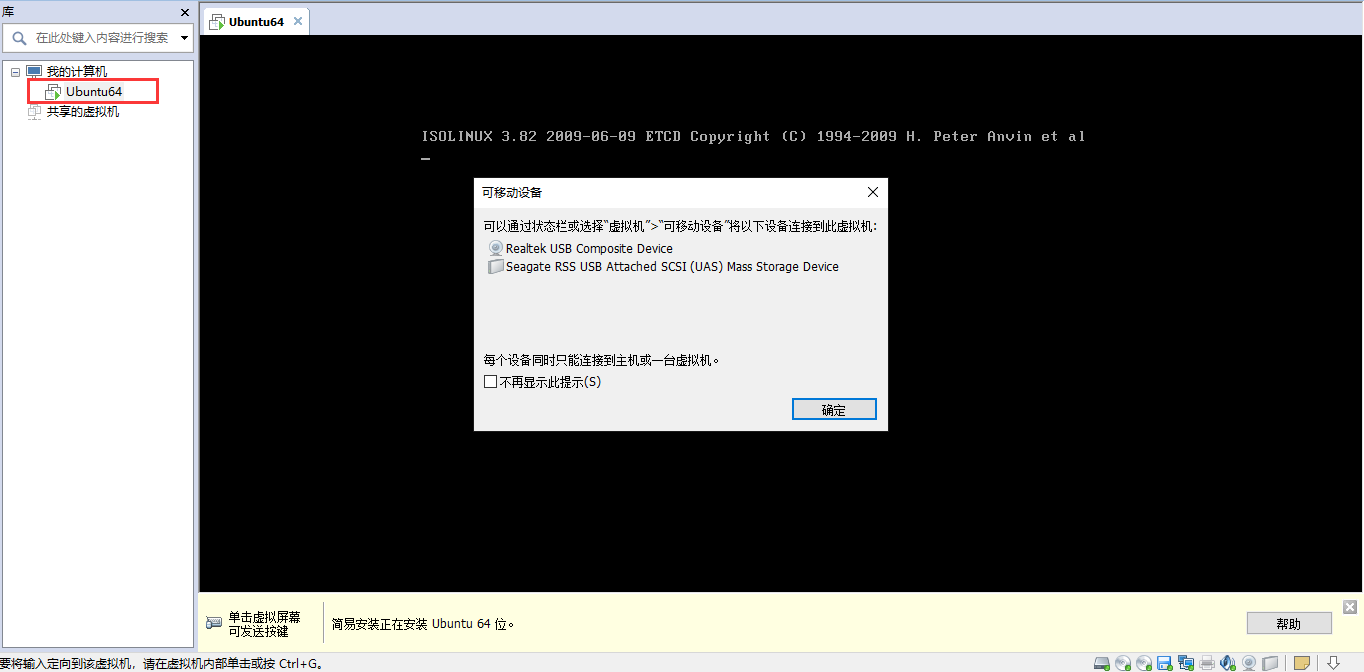 库
在此处键入内容进行搜索
我的计算机
Ubuntu64
共享的虚拟机
Ubuntu64
ISOLINUX 3.82 2009-06-09 ETCD Copyright (C) 1994-2009 H. Peter Anvin et al
可移动设备
可以通过状态栏或选择“虚拟机”>“可移动设备”将以下设备连接到此虚拟机:
Realtek USB Composite Device
Seagate RSS USB Attached SCSI (UAS) Mass Storage Device
每个设备同时只能连接到主机或一台虚拟机。
不再显示此提示(S)
确定
单击虚拟屏幕
可发送按键
简易安装正在安装 Ubuntu 64 位。
帮助
要将输入定向到该虚拟机，请在虚拟机内部单击或按 Ctrl+G。